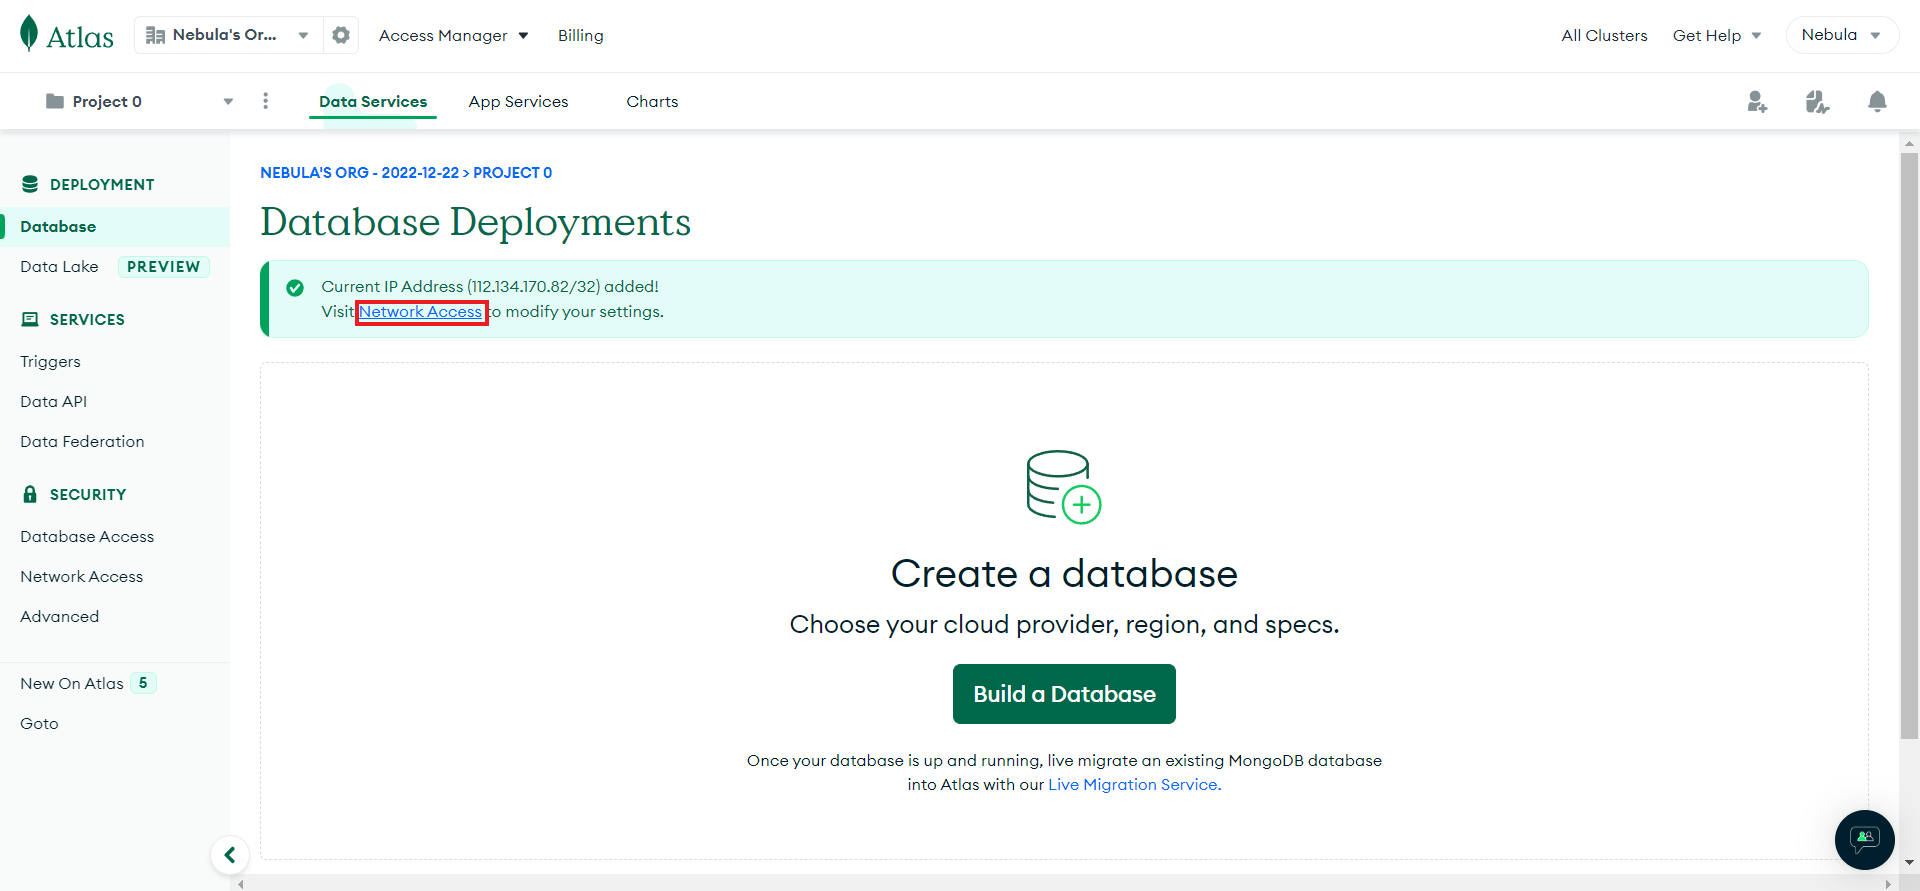 Atlas
Nebula's Or...
Access Manager
Billing
All Clusters
Get Help
Nebula
Project 0
Data Services
App Services
Charts
DEPLOYMENT
Database
Data Lake PREVIEW
SERVICES
Triggers
Data API
Data Federation
SECURITY
Database Access
Network Access
Advanced
New On Atlas 5
Goto
NEBULA'S ORG - 2022-12-22 > PROJECT 0
Database Deployments
Current IP Address (112.134.170.82/32) added!
Visit Network Access to modify your settings.
Create a database
Choose your cloud provider, region, and specs.
Build a Database
Once your database is up and running, live migrate an existing MongoDB database
into Atlas with our Live Migration Service.